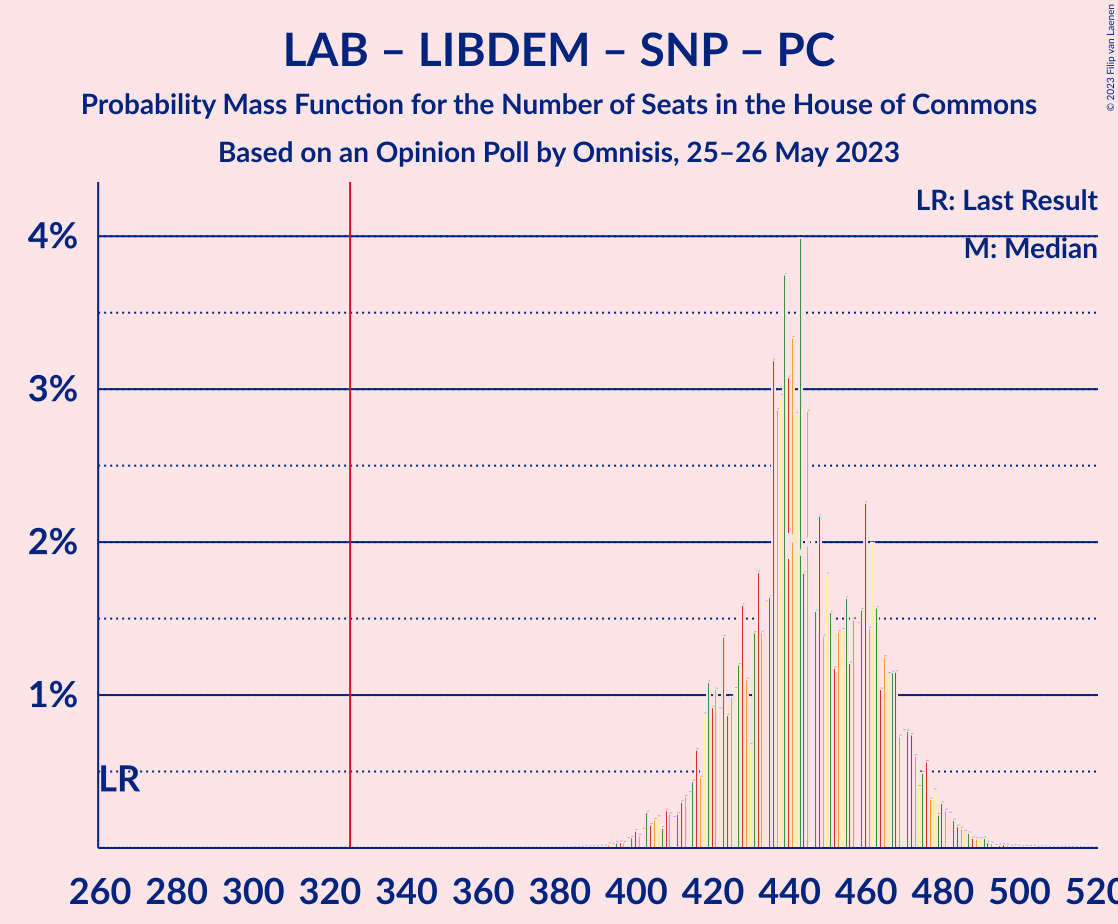 LAB – LIBDEM – SNP – PC
Probability Mass Function for the Number of Seats in the House of Commons
Based on an Opinion Poll by Omnisis, 25–26 May 2023
© 2023 Filip van Laenen
LR: Last Result
M: Median
4%
3%
2%
1%
LR
260 280 300 320 340 360 380 400 420 440 460 480 500 520